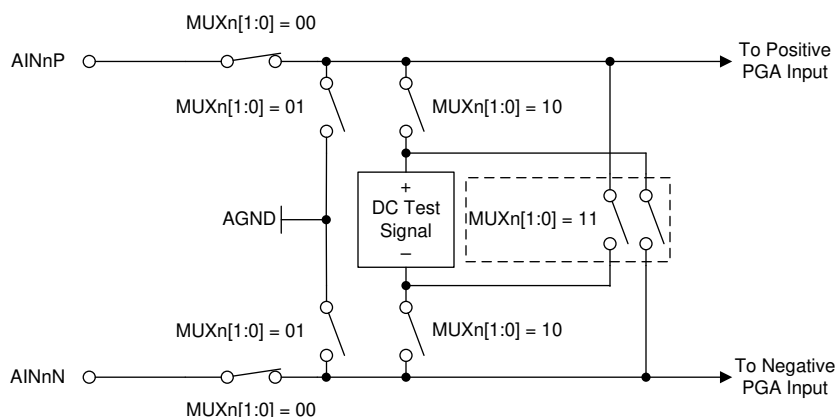 MUXn[1:0] = 00
AINnP
To Positive
PGA Input
MUXn[1:0] = 01
MUXn[1:0] = 10
+
DC Test
Signal
–
AGND
MUXn[1:0] = 11
MUXn[1:0] = 01
MUXn[1:0] = 10
AINnN
To Negative
PGA Input
MUXn[1:0] = 00